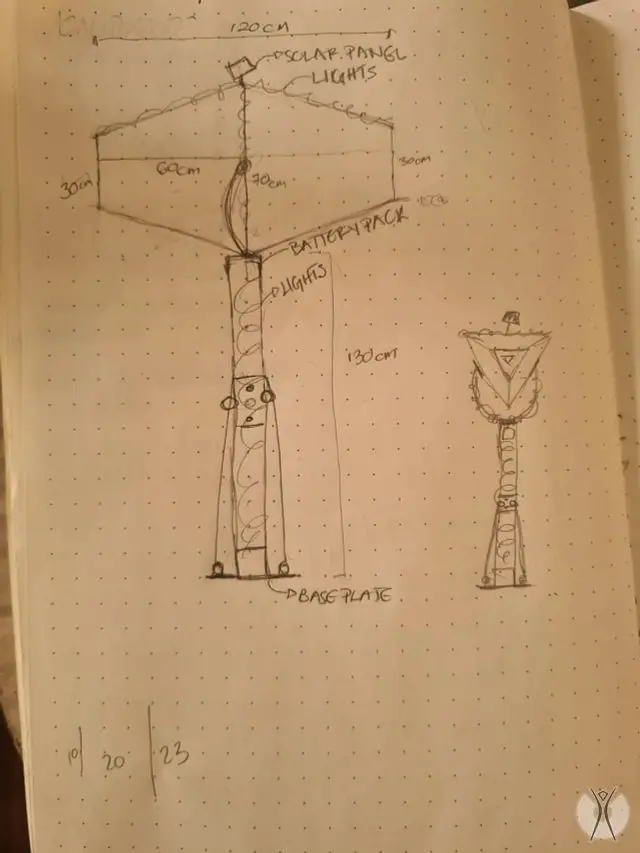 120cm
SOLAR PANEL
LIGHTS
60cm
30cm
70cm
30cm
BATTERY PACK
LIGHTS
130cm
BASE PLATE
10 20 23